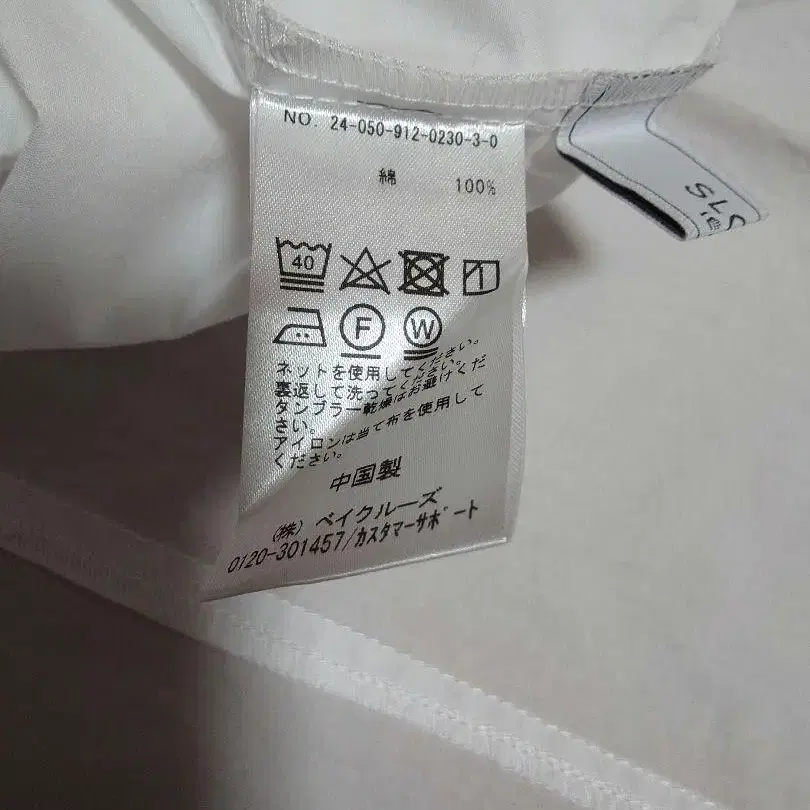 NO. 24-050-912-0230-3-0
綿 100%
40
F W
ネットを使用してください。
裏返して洗ってください。
タンブラー乾燥はお避けくだ
さい。
アイロンは当て布を使用して
ください。
中国製
(株) ベイクルーズ
0120-301457/カスタマーサポート